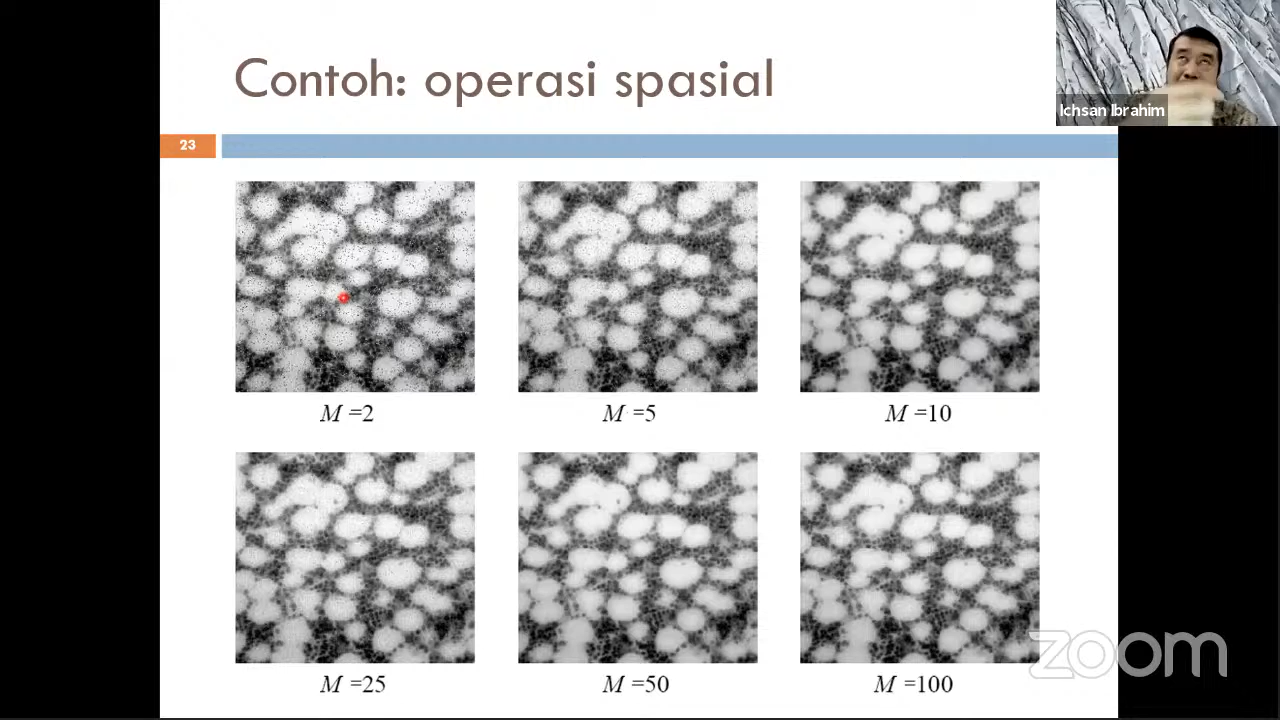 Contoh: operasi spasial
Ichsan Ibrahim
23
M =2
M =5
M =10
M =25
M =50
M =100
zoom